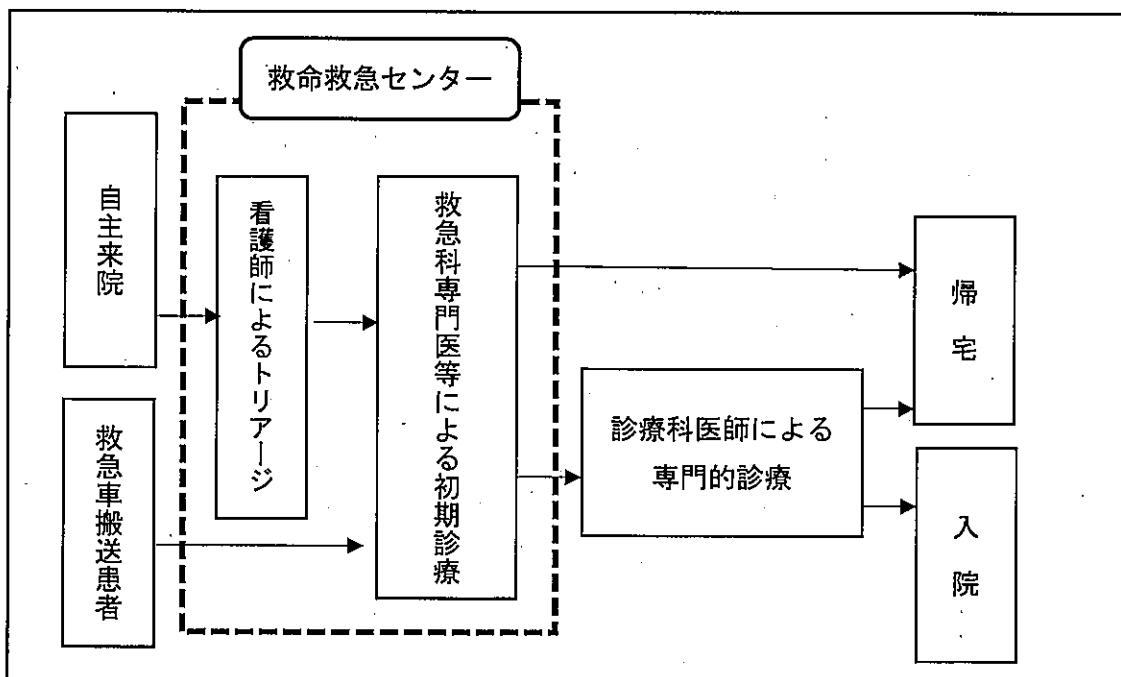 救命救急センター
自主来院
救急車搬送患者
看護師によるトリアージ
救急科専門医等による初期診療
診療科医師による
専門的診療
帰宅
入院